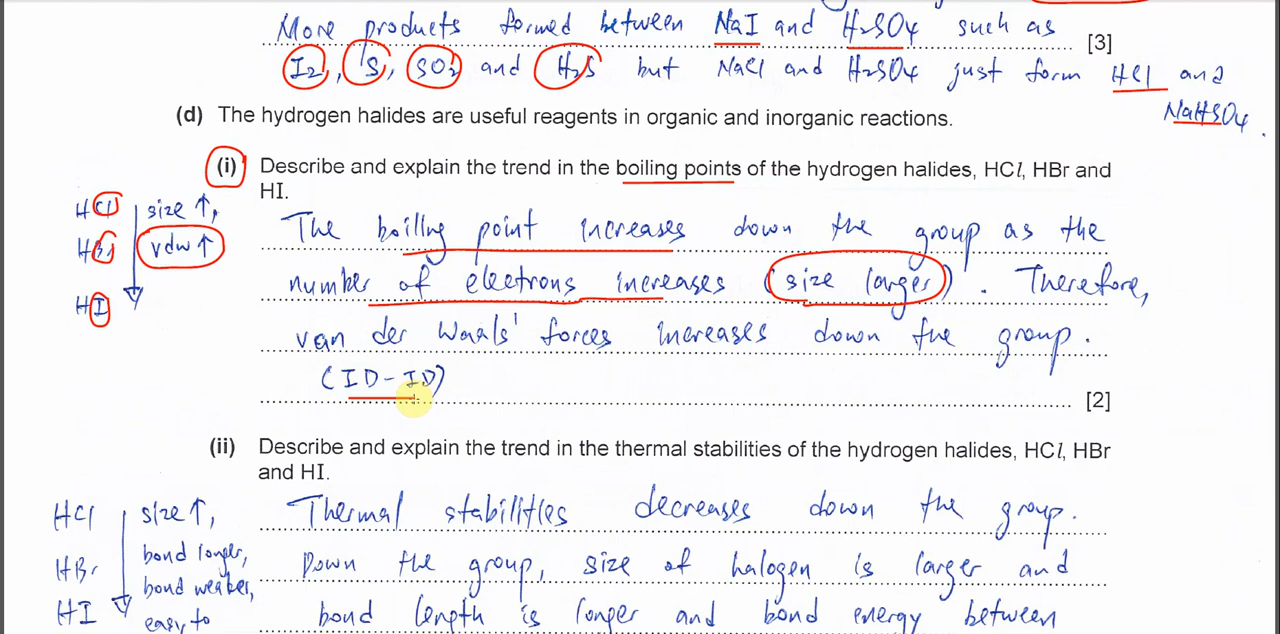 More products formed between NaI and H2SO4 such as
[3]
I2, S, SO2 and H2S but NaCl and H2SO4 just form HCl and
NaHSO4.
(d) The hydrogen halides are useful reagents in organic and inorganic reactions.
(i) Describe and explain the trend in the boiling points of the hydrogen halides, HCl, HBr and
HI.
HCl size ↑,
HBr vdw ↑
HI
The boiling point increases down the group as the
number of electrons increases (size larger). Therefore,
van der Waals' forces increases down the group.
(ID-ID)
[2]
(ii) Describe and explain the trend in the thermal stabilities of the hydrogen halides, HCl, HBr
and HI.
HCl size ↑,
bond longer,
HBr bond weaker,
HI easy to
Thermal stabilities decreases down the group.
Down the group, size of halogen is larger and
bond length is longer and bond energy between